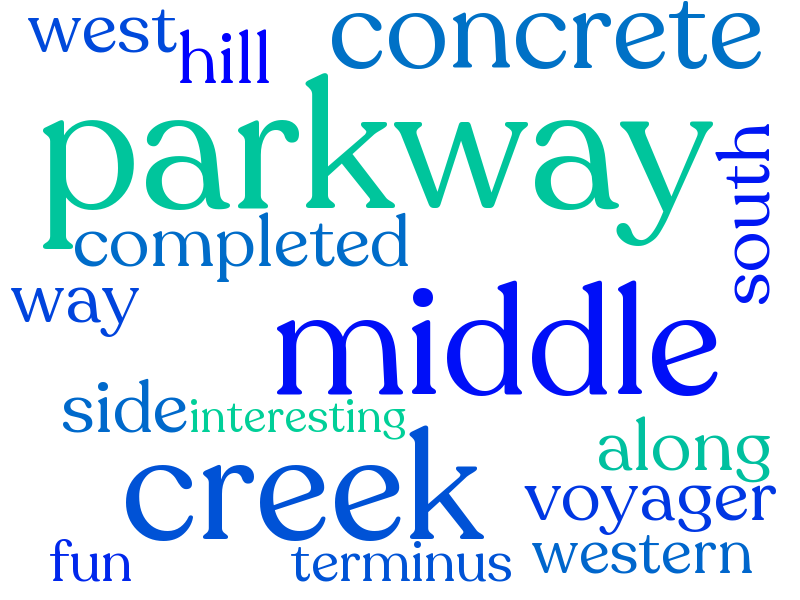 west
hill
concrete
parkway
south
completed
way
middle
side
interesting
along
creek
voyager
fun
terminus
western